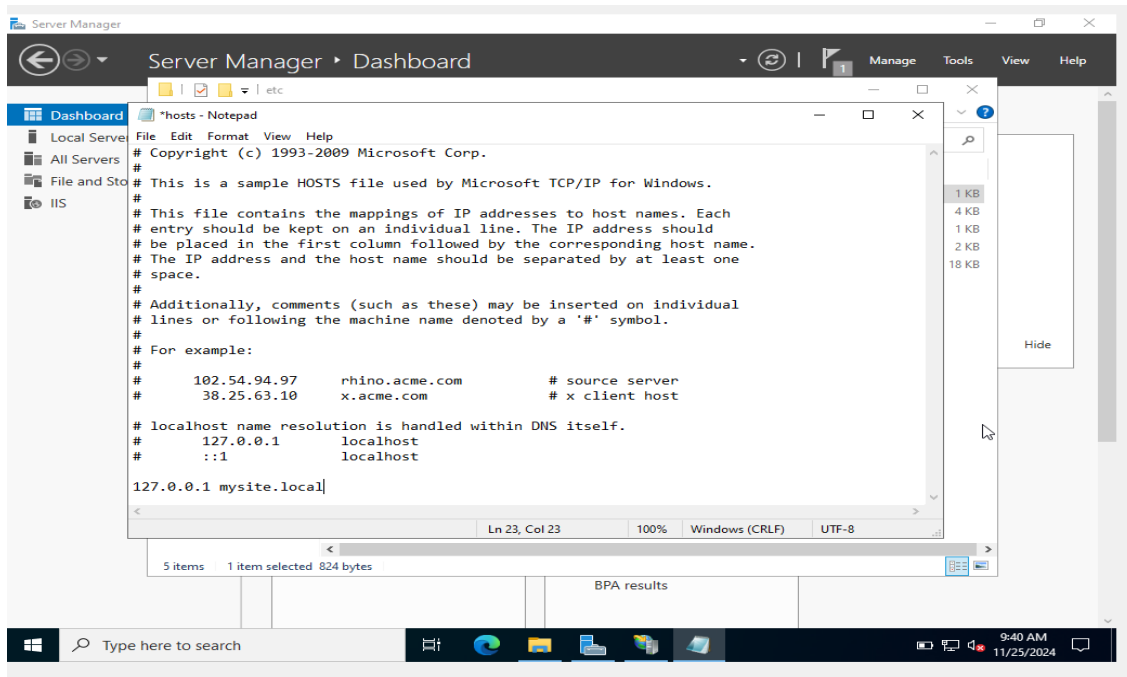 Server Manager
Server Manager ‣ Dashboard
1
Manage
Tools
View
Help
etc
Dashboard
Local Server
All Servers
File and Sto
IIS
*hosts - Notepad
File Edit Format View Help
# Copyright (c) 1993-2009 Microsoft Corp.
#
# This is a sample HOSTS file used by Microsoft TCP/IP for Windows.
#
# This file contains the mappings of IP addresses to host names. Each
# entry should be kept on an individual line. The IP address should
# be placed in the first column followed by the corresponding host name.
# The IP address and the host name should be separated by at least one
# space.
#
# Additionally, comments (such as these) may be inserted on individual
# lines or following the machine name denoted by a '#' symbol.
#
# For example:
#
#      102.54.94.97     rhino.acme.com          # source server
#       38.25.63.10     x.acme.com              # x client host

# localhost name resolution is handled within DNS itself.
#       127.0.0.1       localhost
#       ::1             localhost

127.0.0.1 mysite.local
Ln 23, Col 23
100%
Windows (CRLF)
UTF-8
1 KB
4 KB
1 KB
2 KB
18 KB
Hide
5 items
1 item selected 824 bytes
BPA results
Type here to search
9:40 AM
11/25/2024